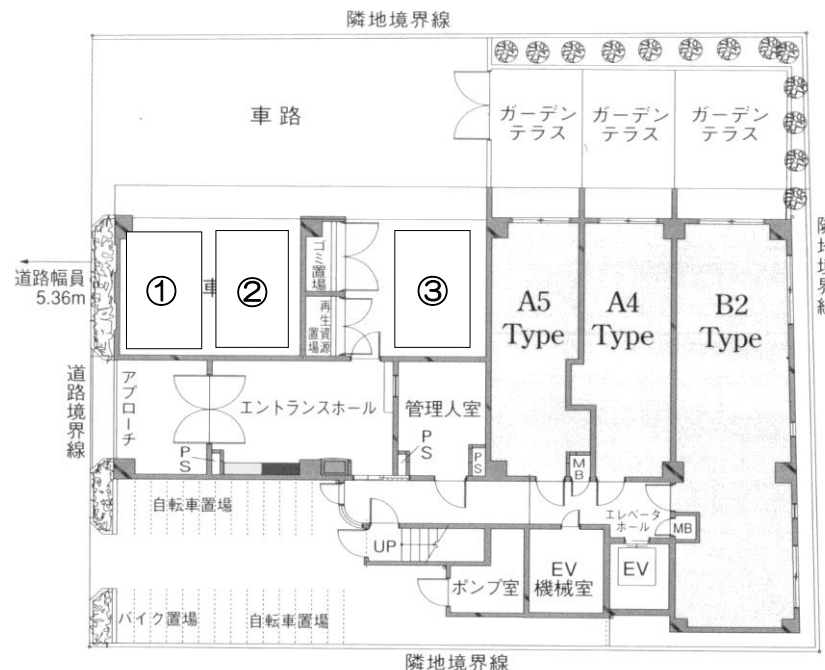 隣地境界線
車路
ガーデン
テラス
ガーデン
テラス
ガーデン
テラス
隣地境界線
道路幅員
5.36m
①
車
②
ゴミ置場
③
再生資源
置場
A5
Type
A4
Type
B2
Type
道路境界線
アプローチ
エントランスホール
管理人室
PS
PS
PS
MB
自転車置場
エレベータ
ホール
MB
UP
ポンプ室
EV
機械室
EV
バイク置場
自転車置場
隣地境界線